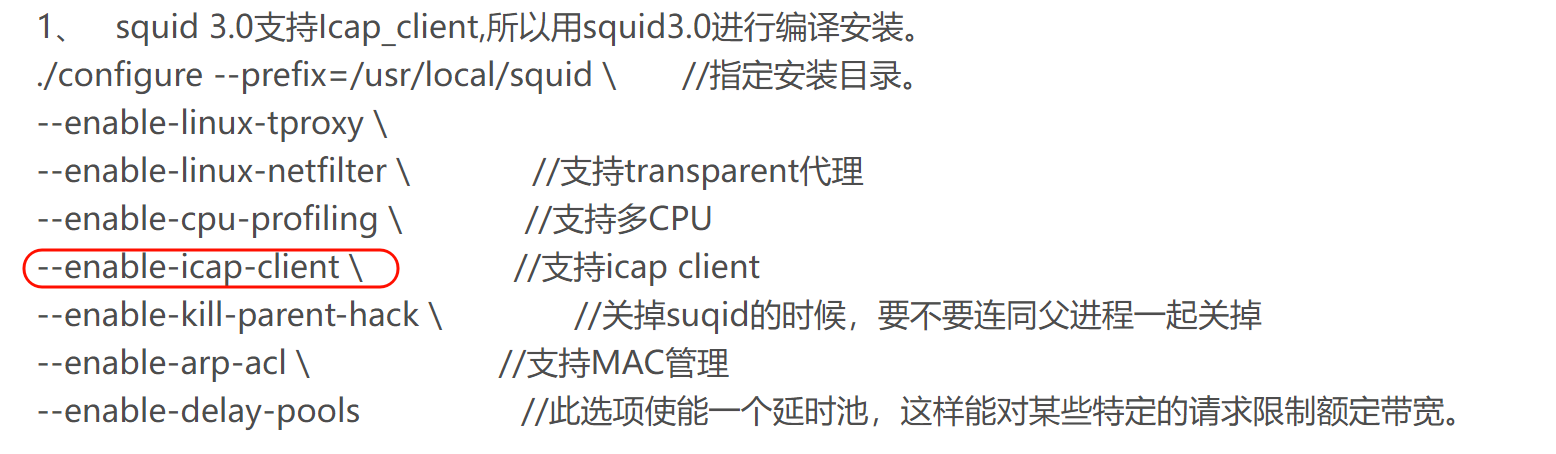 1、 squid 3.0支持Icap_client,所以用squid3.0进行编译安装。
./configure --prefix=/usr/local/squid \ //指定安装目录。
--enable-linux-tproxy \
--enable-linux-netfilter \ //支持transparent代理
--enable-cpu-profiling \ //支持多CPU
--enable-icap-client \ //支持icap client
--enable-kill-parent-hack \ //关掉suqid的时候，要不要连同父进程一起关掉
--enable-arp-acl \ //支持MAC管理
--enable-delay-pools //此选项使能一个延时池，这样能对某些特定的请求限制额定带宽。